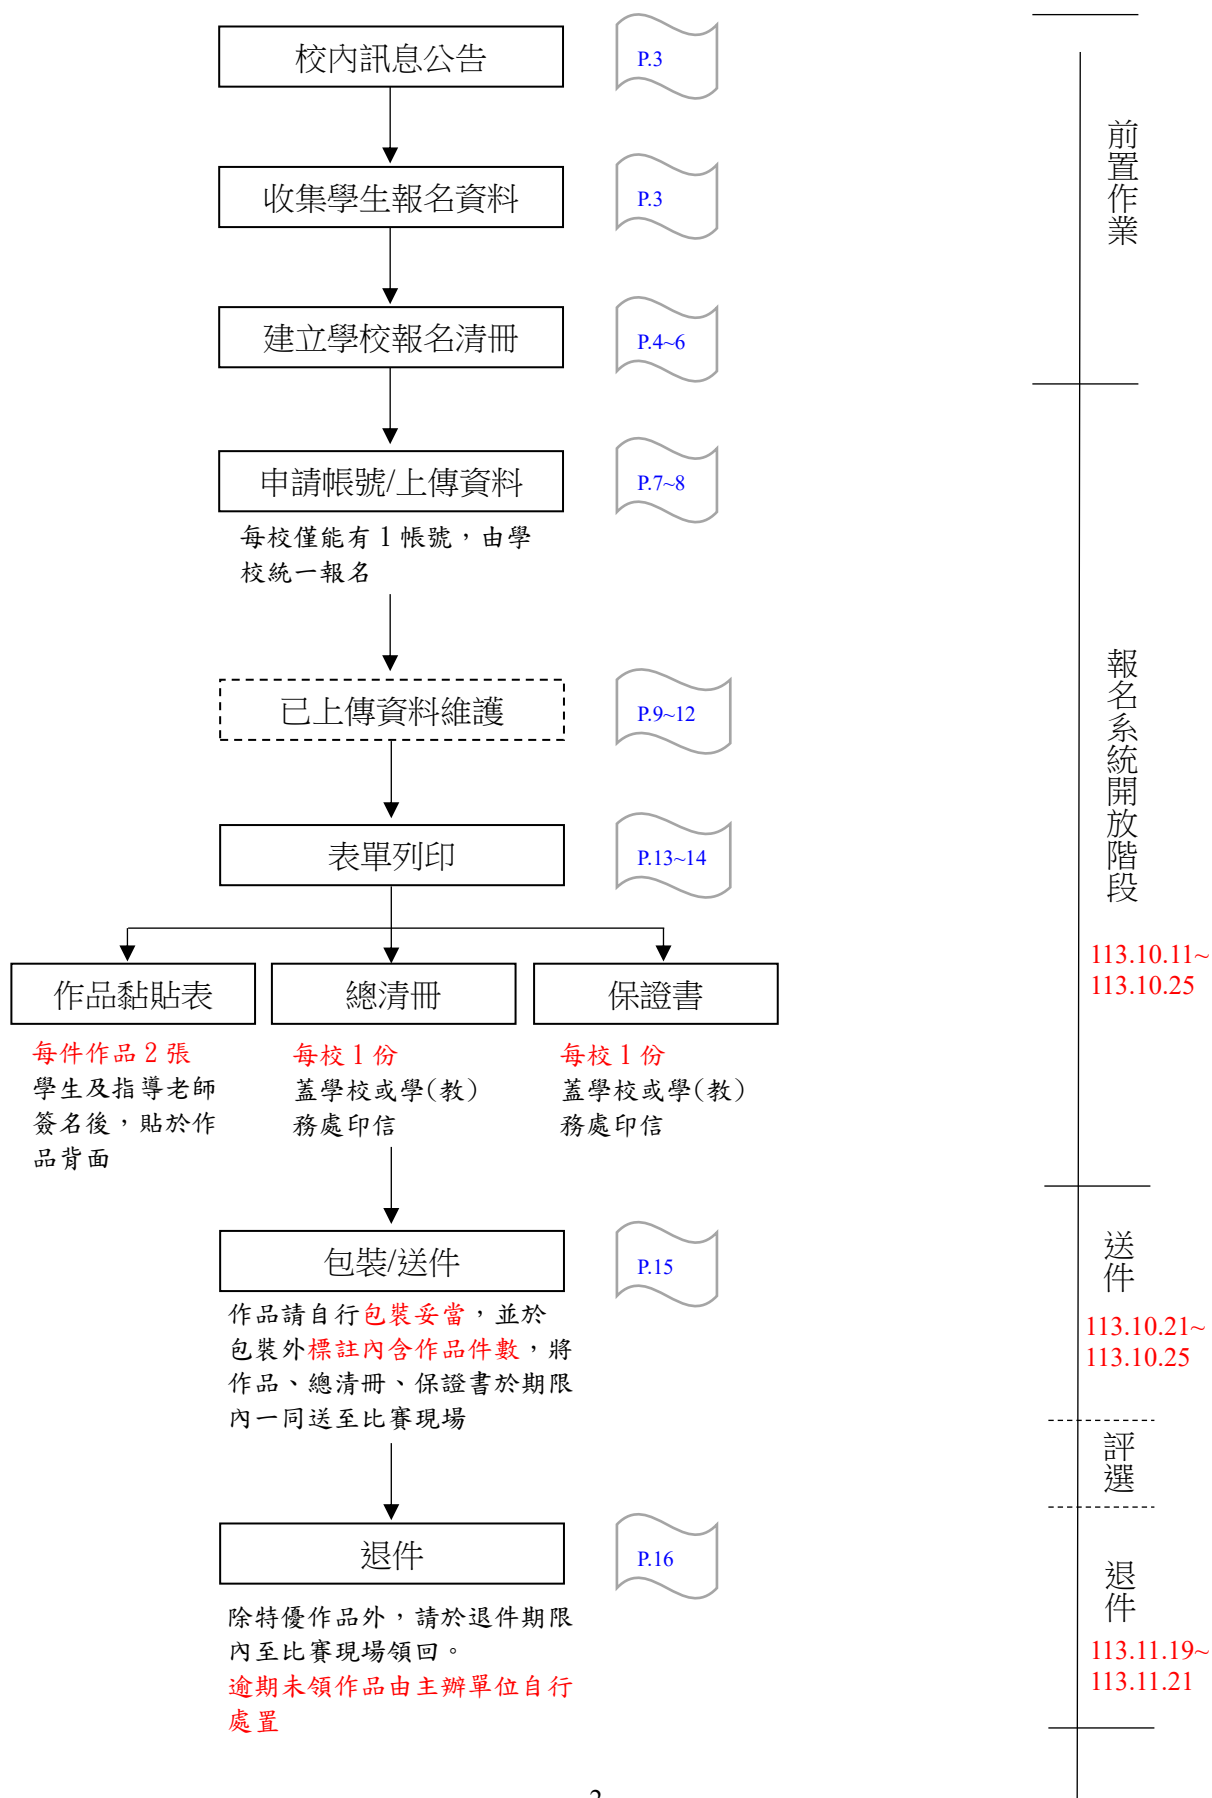 校內訊息公告
P.3
收集學生報名資料
P.3
建立學校報名清冊
P.4~6
申請帳號/上傳資料
P.7~8
每校僅能有 1 帳號，由學
校統一報名
已上傳資料維護
P.9~12
表單列印
P.13~14
作品黏貼表
每件作品 2 張
學生及指導老師
簽名後，貼於作
品背面
總清冊
每校 1 份
蓋學校或學(教)
務處印信
保證書
每校 1 份
蓋學校或學(教)
務處印信
包裝/送件
P.15
作品請自行包裝妥當，並於
包裝外標註內含作品件數，將
作品、總清冊、保證書於期限
內一同送至比賽現場
退件
P.16
除特優作品外，請於退件期限
內至比賽現場領回。
逾期未領作品由主辦單位自行
處置
前置作業
報名系統開放階段
113.10.11~
113.10.25
送件
113.10.21~
113.10.25
評選
退件
113.11.19~
113.11.21
2